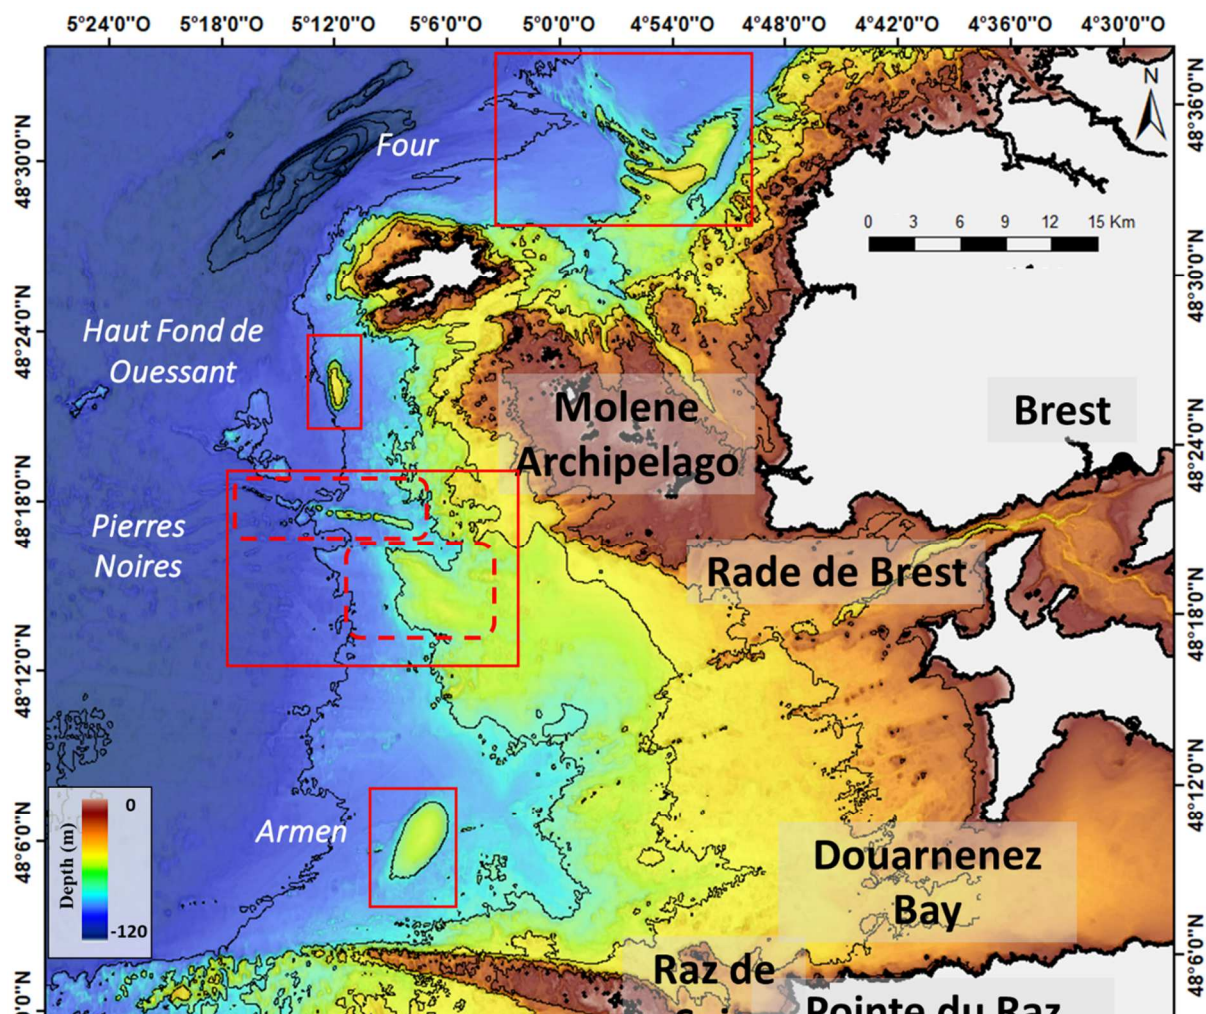 5°24'0"W 5°18'0"W 5°12'0"W 5°6'0"W 5°0'0"W 4°54'0"W 4°48'0"W 4°42'0"W 4°36'0"W 4°30'0"W
N
48°36'0"N
Four
48°30'0"N
0 3 6 9 12 15 Km
48°30'0"N
Haut Fond de
Ouessant
48°24'0"N
Molene
Archipelago
Brest
48°24'0"N
48°18'0"N
Pierres
Noires
Rade de Brest
48°18'0"N
48°12'0"N
48°12'0"N
Depth (m)
0
-120
Armen
48°6'0"N
Douarnenez
Bay
48°6'0"N
Raz de
Pointe du Raz
0'0"N